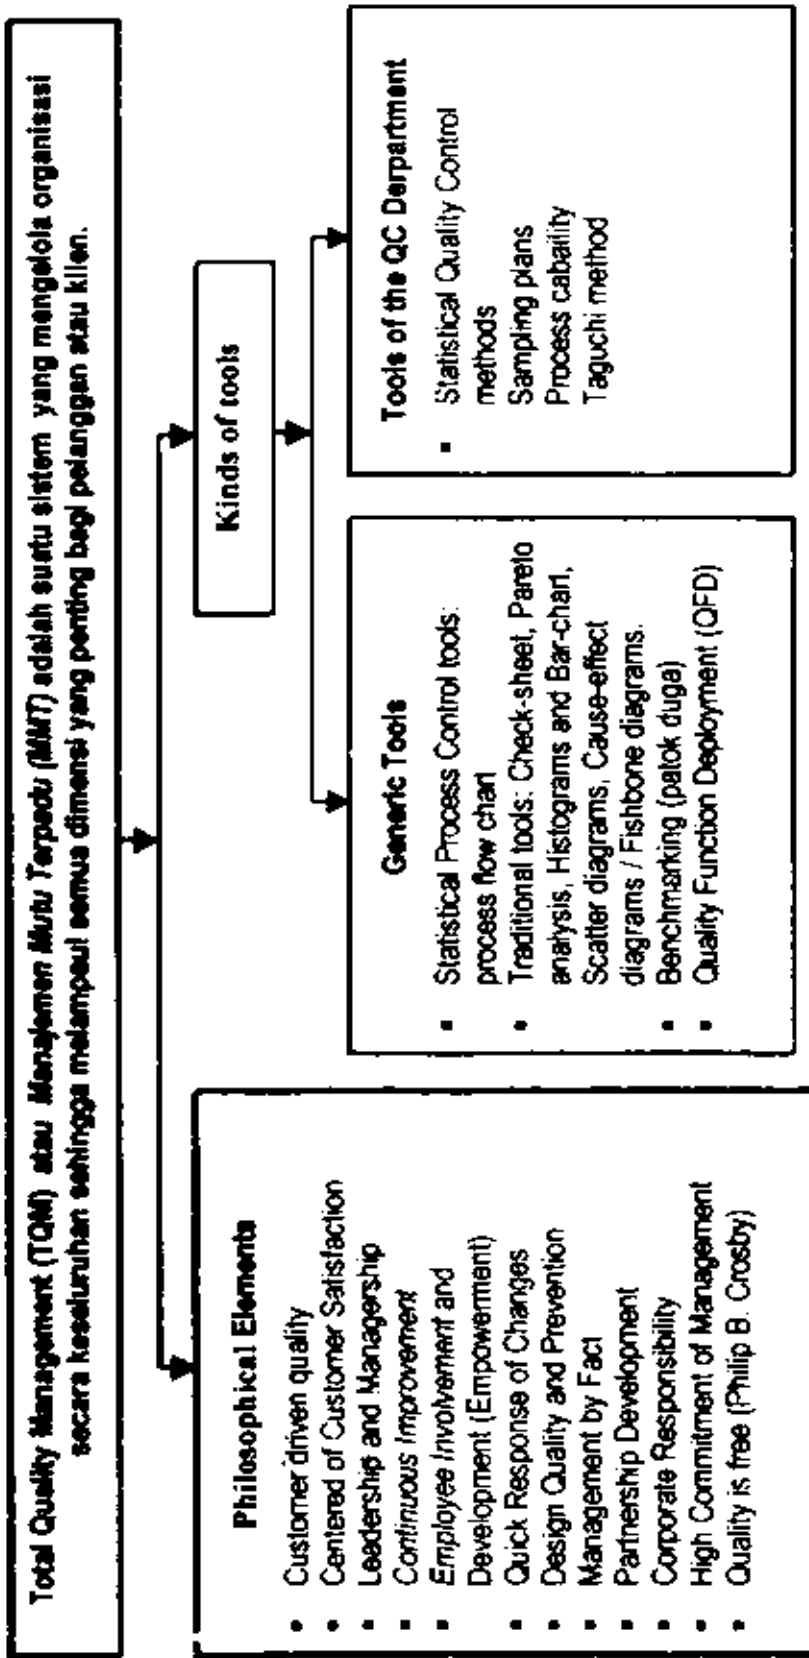 Total Quality Management (TQM) atau Manajemen Mutu Terpadu (MMT) adalah suatu sistem yang mengelola organisasi
secara keseluruhan sehingga melampaui semua dimensi yang penting bagi pelanggan atau klien.
Philosophical Elements
• Customer driven quality
• Centered of Customer Satisfaction
• Leadership and Managership
• Continuous Improvement
• Employee Involvement and
Development (Empowerment)
• Quick Response of Changes
• Design Quality and Prevention
• Management by Fact
• Partnership Development
• Corporate Responsibility
• High Commitment of Management
• Quality is free (Philip B. Crosby)
Kinds of tools
Generic Tools
• Statistical Process Control tools:
process flow chart
• Traditional tools: Check-sheet, Pareto
analysis, Histograms and Bar-chart,
Scatter diagrams, Cause-effect
diagrams / Fishbone diagrams.
• Benchmarking (patok duga)
• Quality Function Deployment (QFD)
Tools of the QC Derpartment
• Statistical Quality Control
methods
Sampling plans
Process cabaility
Taguchi method